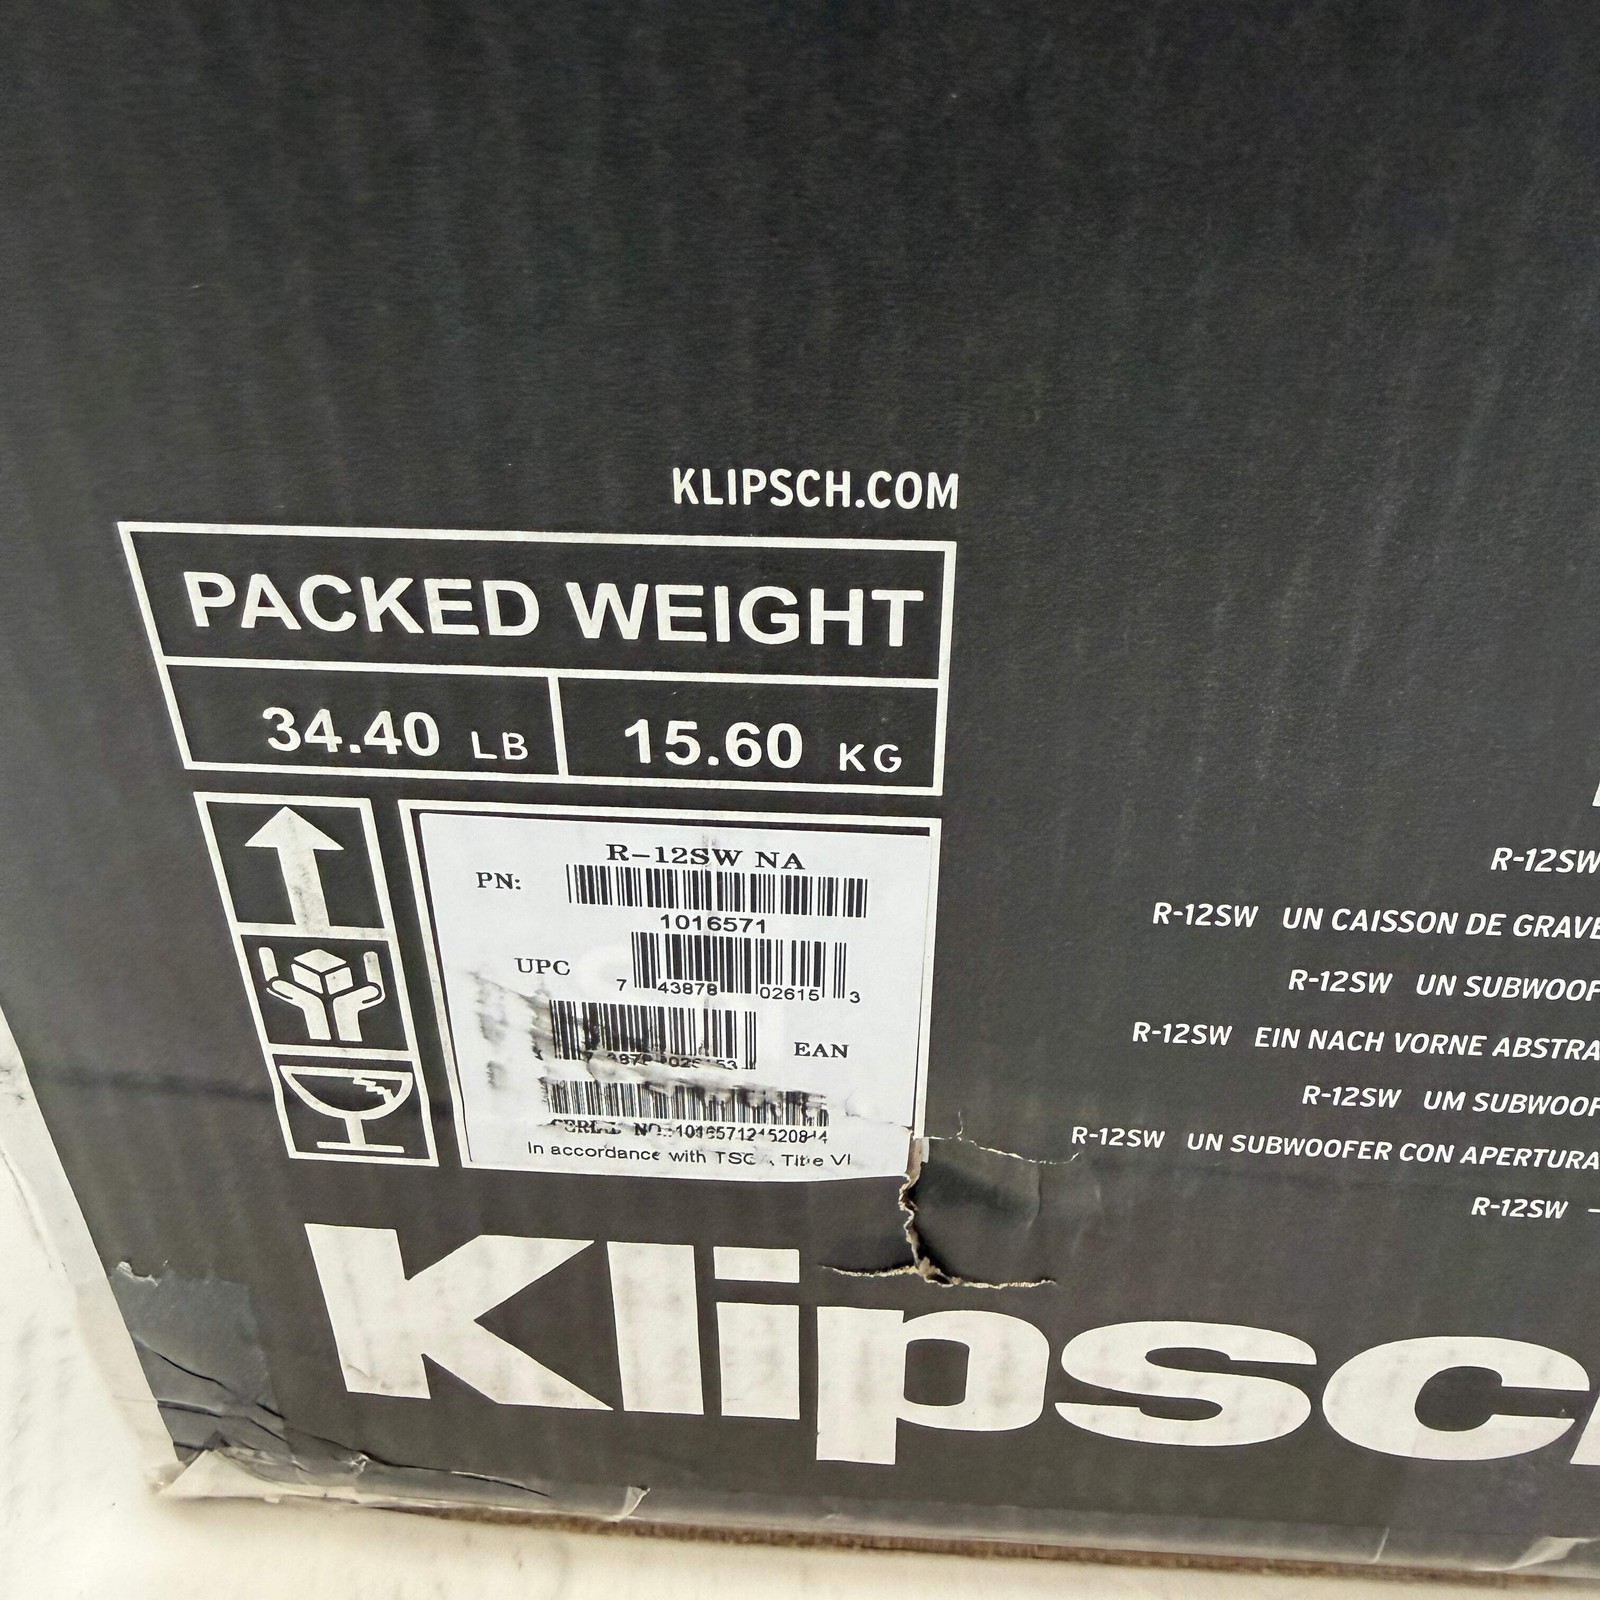 KLIPSCH.COM
PACKED WEIGHT
34.40 LB 15.60 KG
R-12SW NA
PN:
1016571
UPC
7 43878 02615 3
EAN
In accordance with TSC , Title VI
R-12SW
R-12SW UN CAISSON DE GRAVE
R-12SW UN SUBWOOF
R-12SW EIN NACH VORNE ABSTRA
R-12SW UM SUBWOOF
R-12SW UN SUBWOOFER CON APERTURA
R-12SW
Klipsc